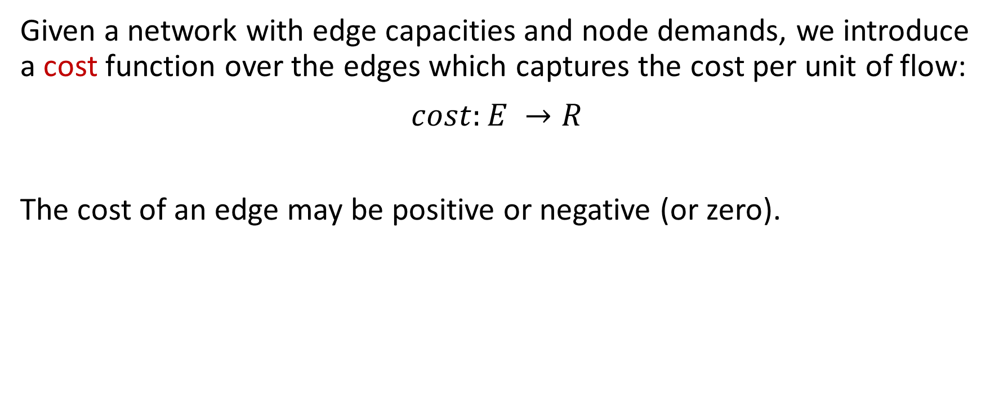 Given a network with edge capacities and node demands, we introduce
a cost function over the edges which captures the cost per unit of flow:
cost: E → R
The cost of an edge may be positive or negative (or zero).